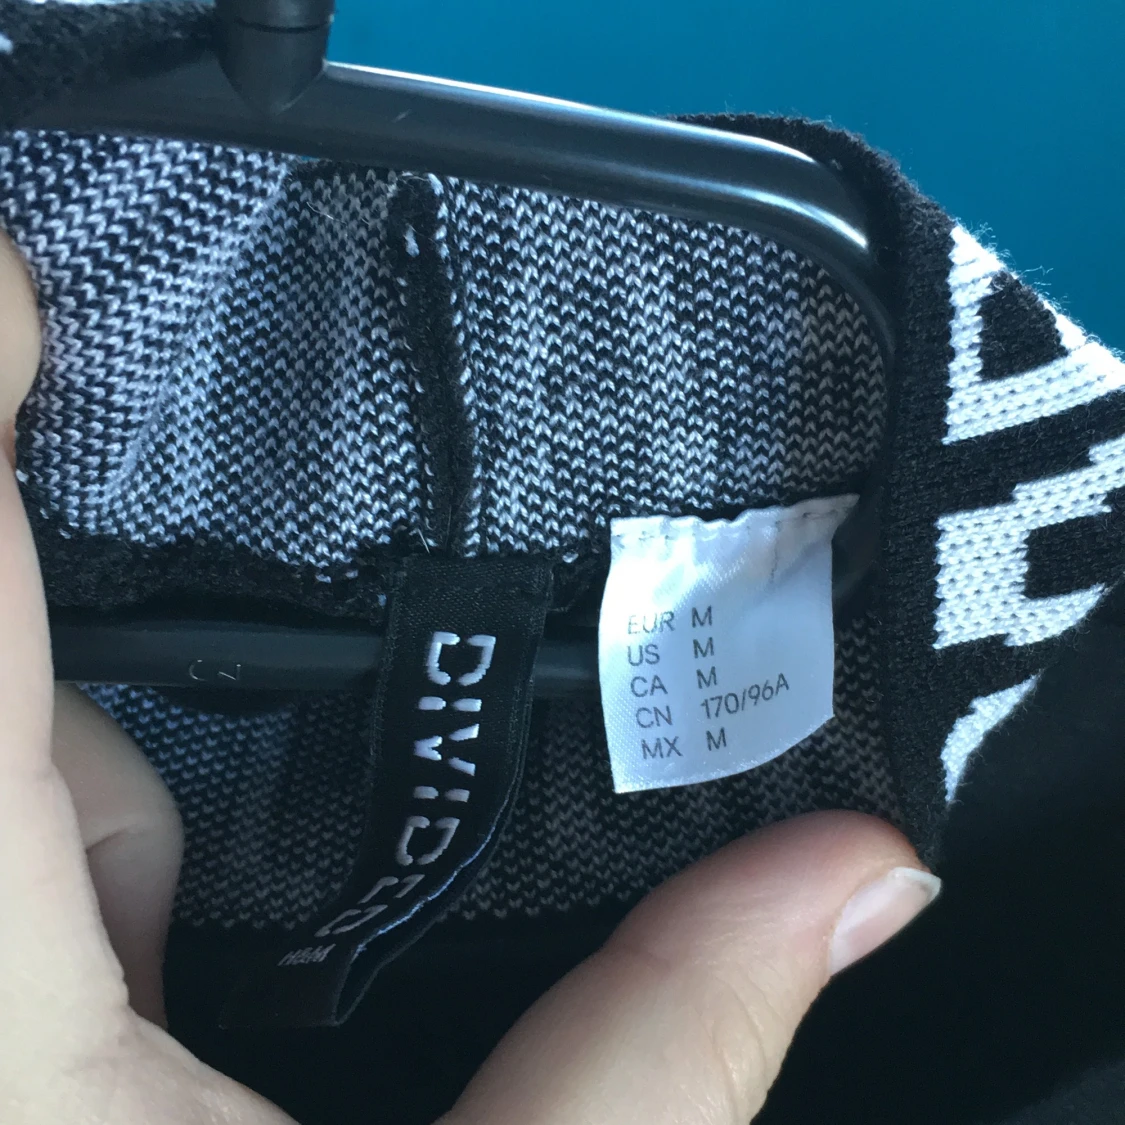 DIVIDED
H&M
EUR M
US M
CA M
CN 170/96A
MX M